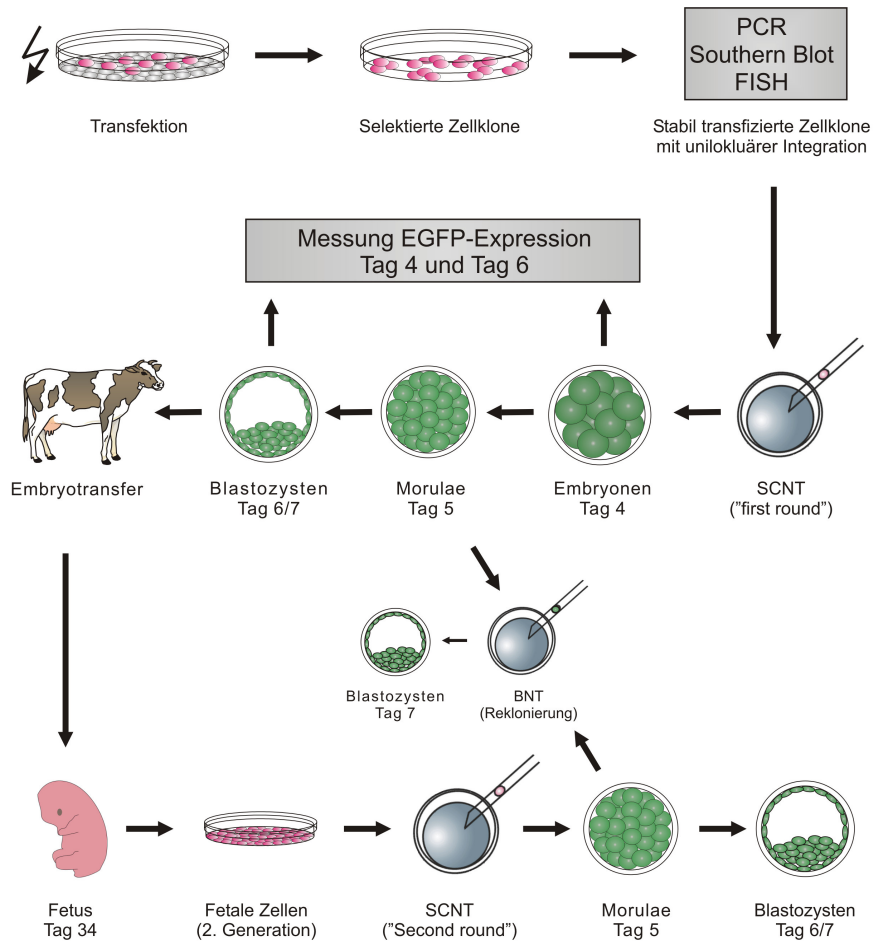 PCR
Southern Blot
FISH
Transfektion
Selektierte Zellklone
Stabil transfizierte Zellklone
mit unilokluärer Integration
Messung EGFP-Expression
Tag 4 und Tag 6
Embryotransfer
Blastozysten
Tag 6/7
Morulae
Tag 5
Embryonen
Tag 4
SCNT
("first round")
Blastozysten
Tag 7
BNT
(Reklonierung)
Fetus
Tag 34
Fetale Zellen
(2. Generation)
SCNT
("Second round")
Morulae
Tag 5
Blastozysten
Tag 6/7